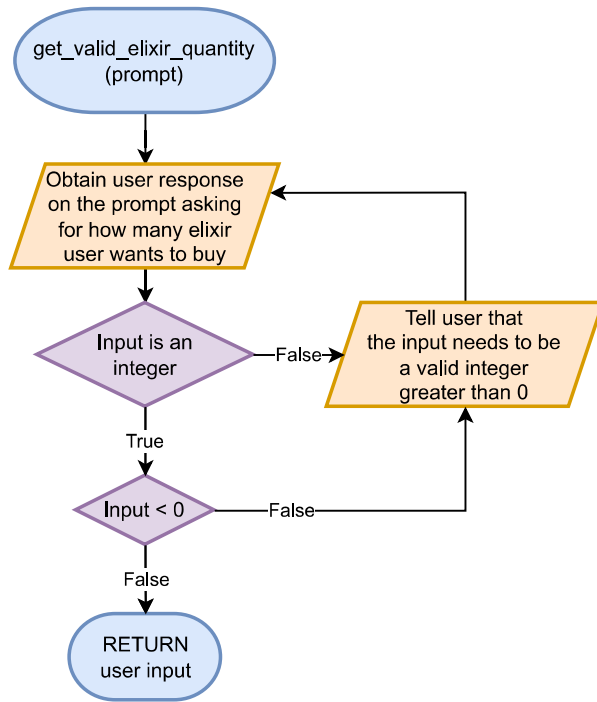 get_valid_elixir_quantity
(prompt)
Obtain user response
on the prompt asking
for how many elixir
user wants to buy
Input is an
integer
False
Tell user that
the input needs to be
a valid integer
greater than 0
True
Input < 0
False
False
RETURN
user input